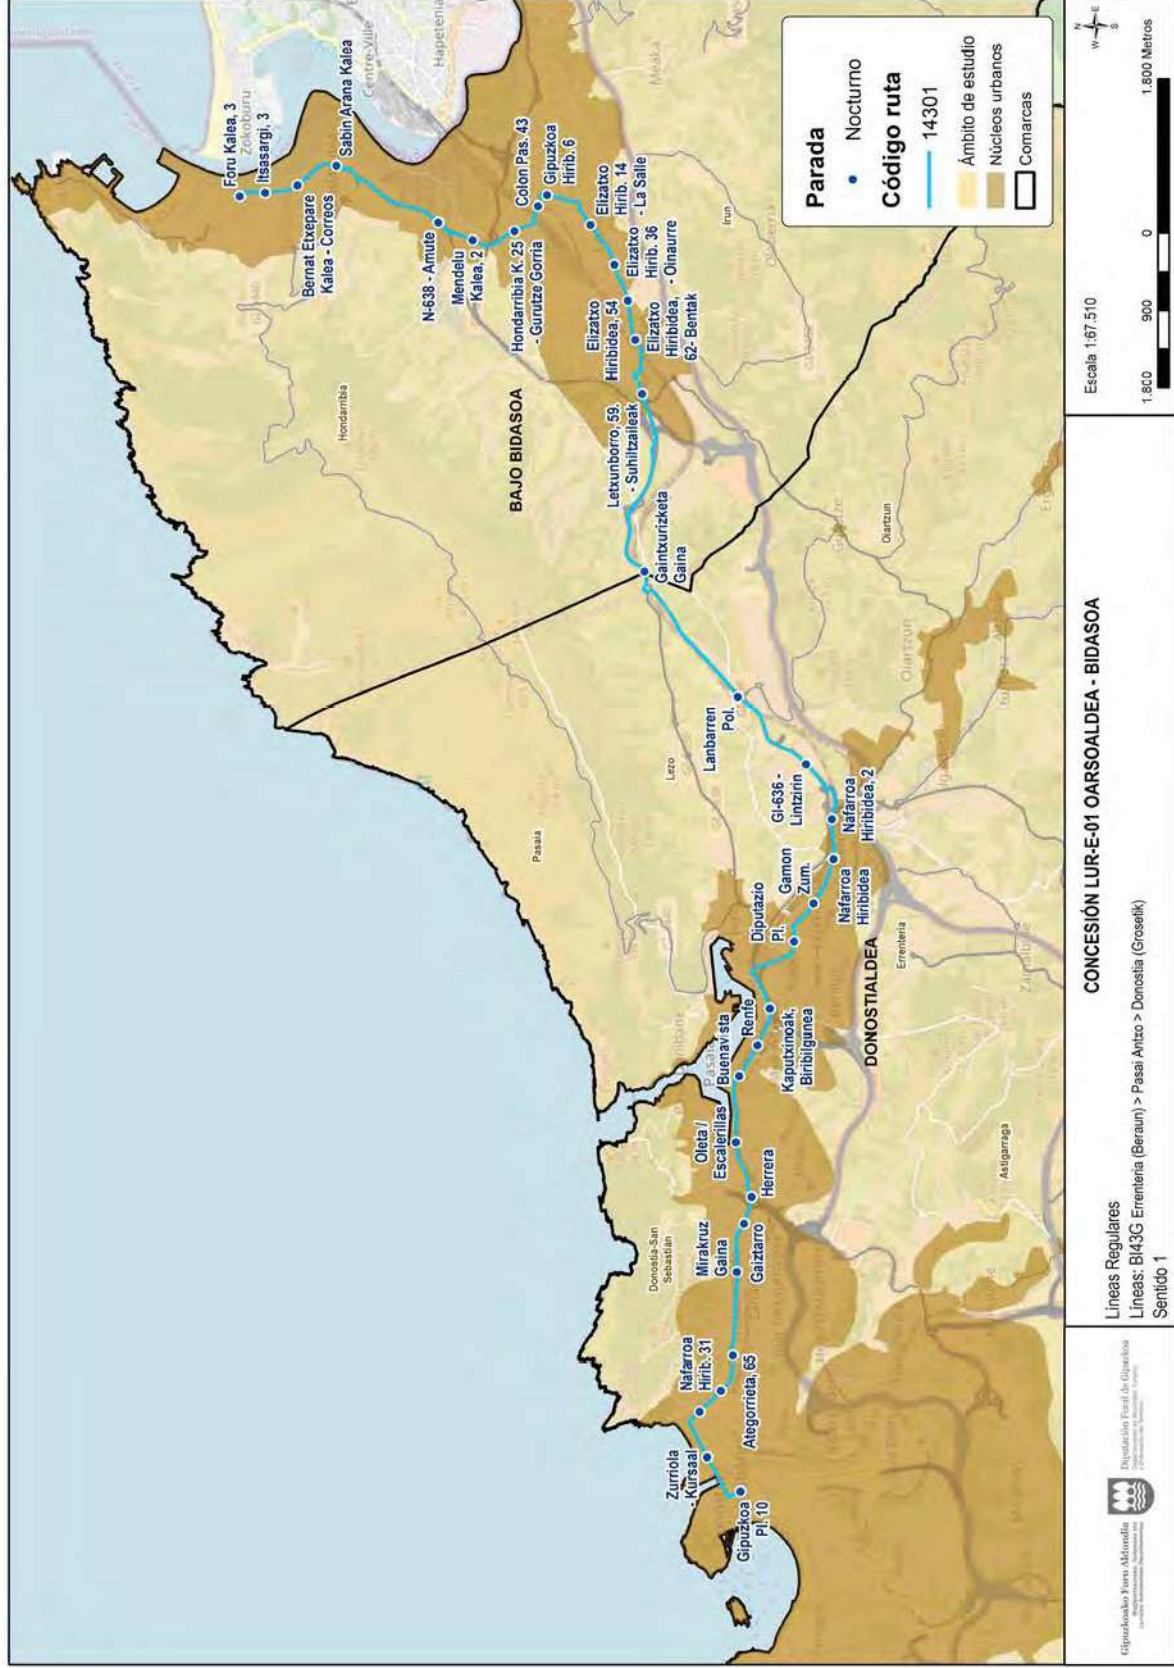 Foru Kalea, 3
Zokoburu
Itsasargi, 3
Sabin Arana Kalea
Centre-Ville
Hapetenia
Bernat Etxepare
Kalea - Correos
N-638 - Amute
Mendelu
Kalea, 2
Hondarribia K. 25
- Gurutze Gorria
Colon Pas. 43
Gipuzkoa
Hirib. 6
Elizatxo
Hirib. 14
- La Salle
Elizatxo
Hirib. 36
- Oinaurre
Elizatxo
Hiribidea, 54
Elizatxo
Hiribidea,
62- Bentak
Letxunborro, 59.
- Suhiltzaileak
Gaintxurizketa
Gaina
Hondarribia
BAJO BIDASOA
Irun
Meaka
Lanbarren
Pol.
GI-636 -
Lintzirin
Nafarroa
Hiribidea, 2
Nafarroa
Hiribidea
Gamon
Zum.
Diputazio
Pl.
Kaputxinoak,
Biribilgunea
Renfe
Buenavista
Oleta /
Escalerillas
Herrera
Gaiztarro
Mirakruz
Gaina
Ategorrieta, 65
Nafarroa
Hirib. 31
Zurriola
- Kursaal
Gipuzkoa
Pl. 10
Lezo
Pasaia
Oiartzun
Oiartzun
Errenteria
DONOSTIALDEA
Astigarraga
Donostia-San
Sebastián
Parada
Nocturno
Código ruta
14301
Ámbito de estudio
Núcleos urbanos
Comarcas
N
W
E
S
Escala 1:67.510
1.800
900
0
1.800 Metros
CONCESIÓN LUR-E-01 OARSOALDEA - BIDASOA
Líneas Regulares
Líneas: BI43G Errenteria (Beraun) > Pasai Antxo > Donostia (Grosetik)
Sentido 1
Gipuzkoako Foru Aldundia
Diputación Foral de Gipuzkoa